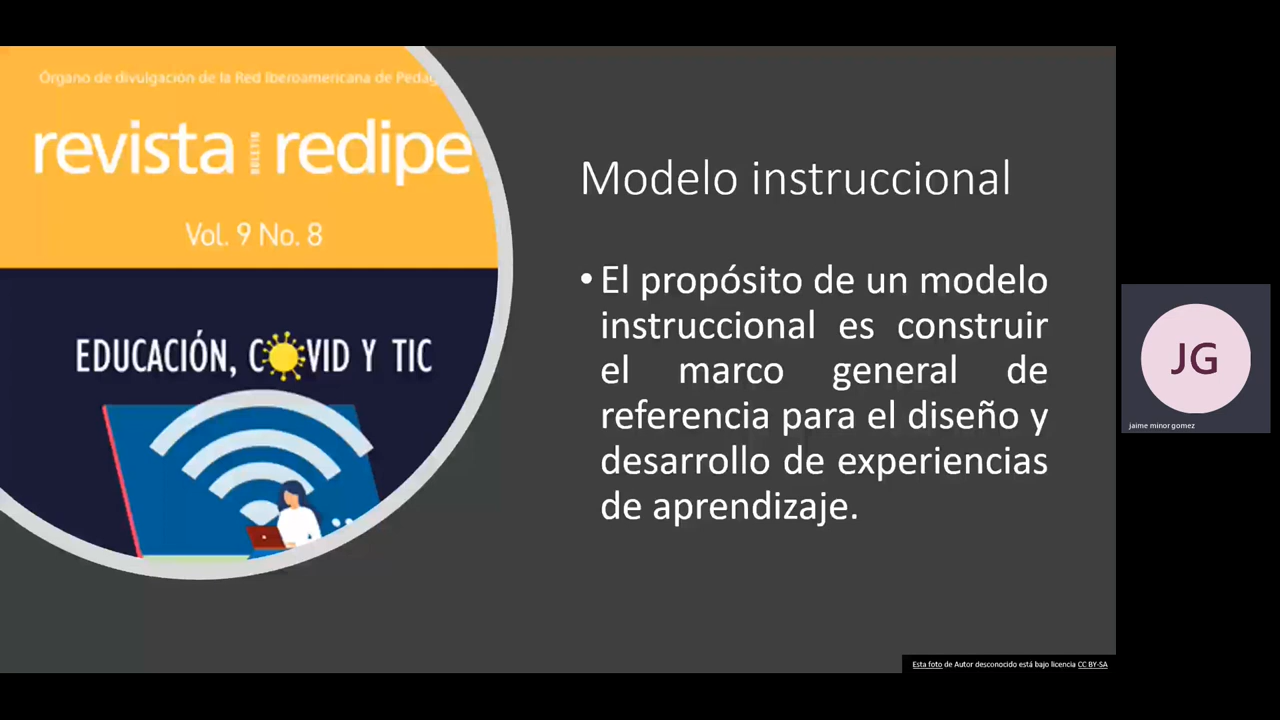 Órgano de divulgación de la Red Iberoamericana de
revista BOLETÍN redipe
Vol. 9 No. 8
EDUCACIÓN, COVID Y TIC
Modelo instruccional
• El propósito de un modelo
instruccional es construir
el marco general de
referencia para el diseño y
desarrollo de experiencias
de aprendizaje.
JG
jaime minor gomez
Esta foto de Autor desconocido está bajo licencia CC BY-SA